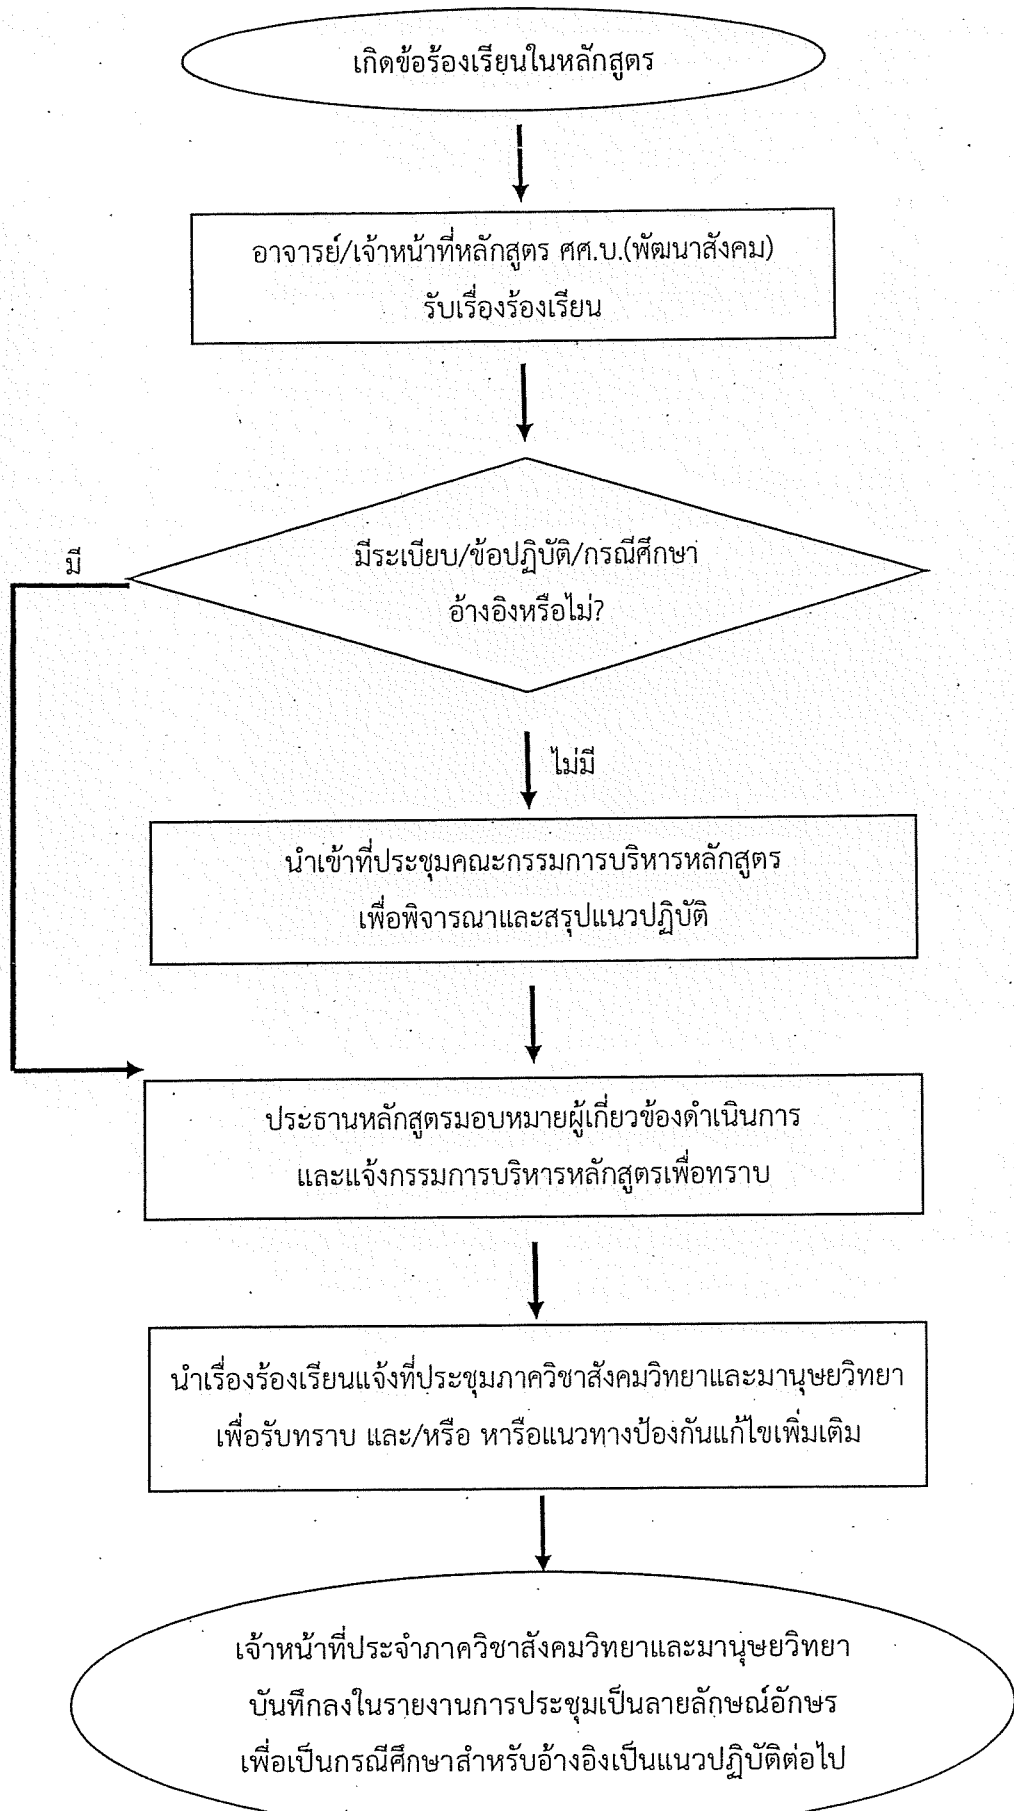 เกิดข้อร้องเรียนในหลักสูตร
อาจารย์/เจ้าหน้าที่หลักสูตร ศศ.บ.(พัฒนาสังคม)
รับเรื่องร้องเรียน
มีระเบียบ/ข้อปฏิบัติ/กรณีศึกษา
อ้างอิงหรือไม่?
มี
ไม่มี
นำเข้าที่ประชุมคณะกรรมการบริหารหลักสูตร
เพื่อพิจารณาและสรุปแนวปฏิบัติ
ประธานหลักสูตรมอบหมายผู้เกี่ยวข้องดำเนินการ
และแจ้งกรรมการบริหารหลักสูตรเพื่อทราบ
นำเรื่องร้องเรียนแจ้งที่ประชุมภาควิชาสังคมวิทยาและมานุษยวิทยา
เพื่อรับทราบ และ/หรือ หารือแนวทางป้องกันแก้ไขเพิ่มเติม
เจ้าหน้าที่ประจำภาควิชาสังคมวิทยาและมานุษยวิทยา
บันทึกลงในรายงานการประชุมเป็นลายลักษณ์อักษร
เพื่อเป็นกรณีศึกษาสำหรับอ้างอิงเป็นแนวปฏิบัติต่อไป